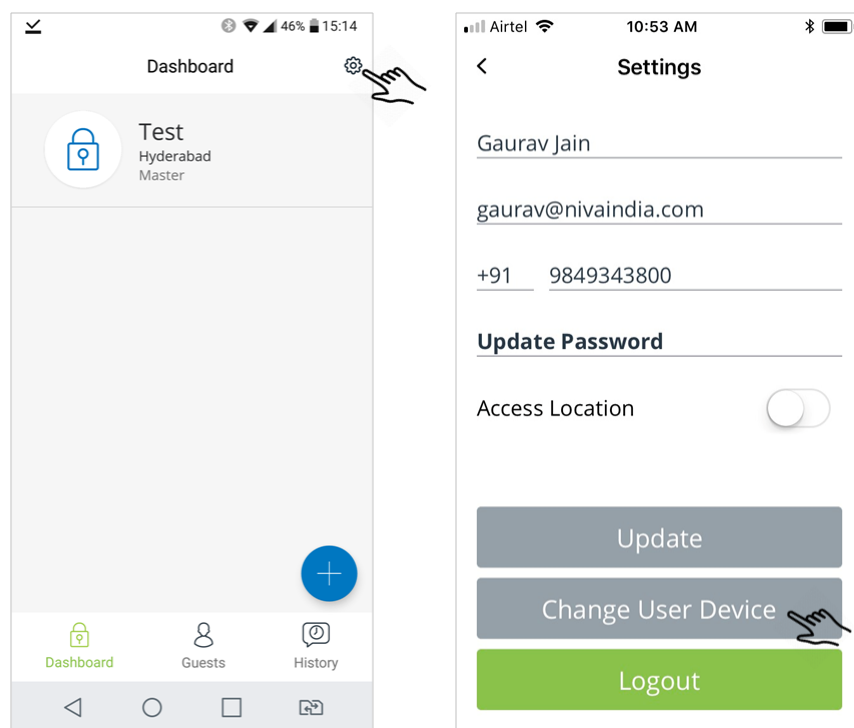 46% 15:14
Dashboard
Test
Hyderabad
Master
Dashboard Guests History
Airtel 10:53 AM
Settings
Gaurav Jain
gaurav@nivaindia.com
+91 9849343800
Update Password
Access Location
Update
Change User Device
Logout